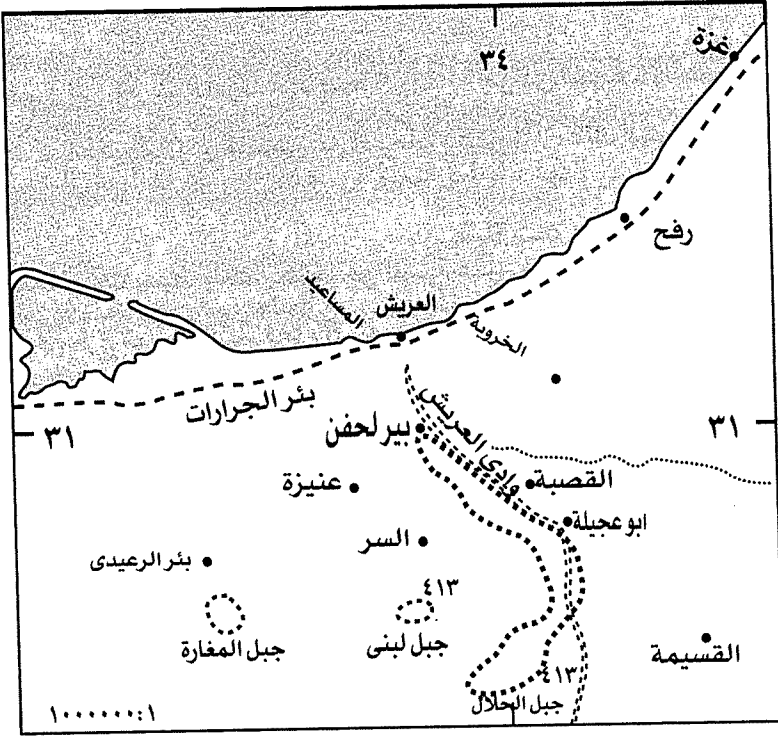 ٣٤
غزة
رفح
المساعيد
العريش
الخروبة
بئر الجرارات
وادى العريش
بير لحفن
٣١
٣١
عنيزة
القصبة
ابو عجيلة
السر
بئر الرعيدى
٤١٣
جبل المغارة
جبل لبنى
القسيمة
٤١٣
جبل الحلال
١:١٠٠٠٠٠٠